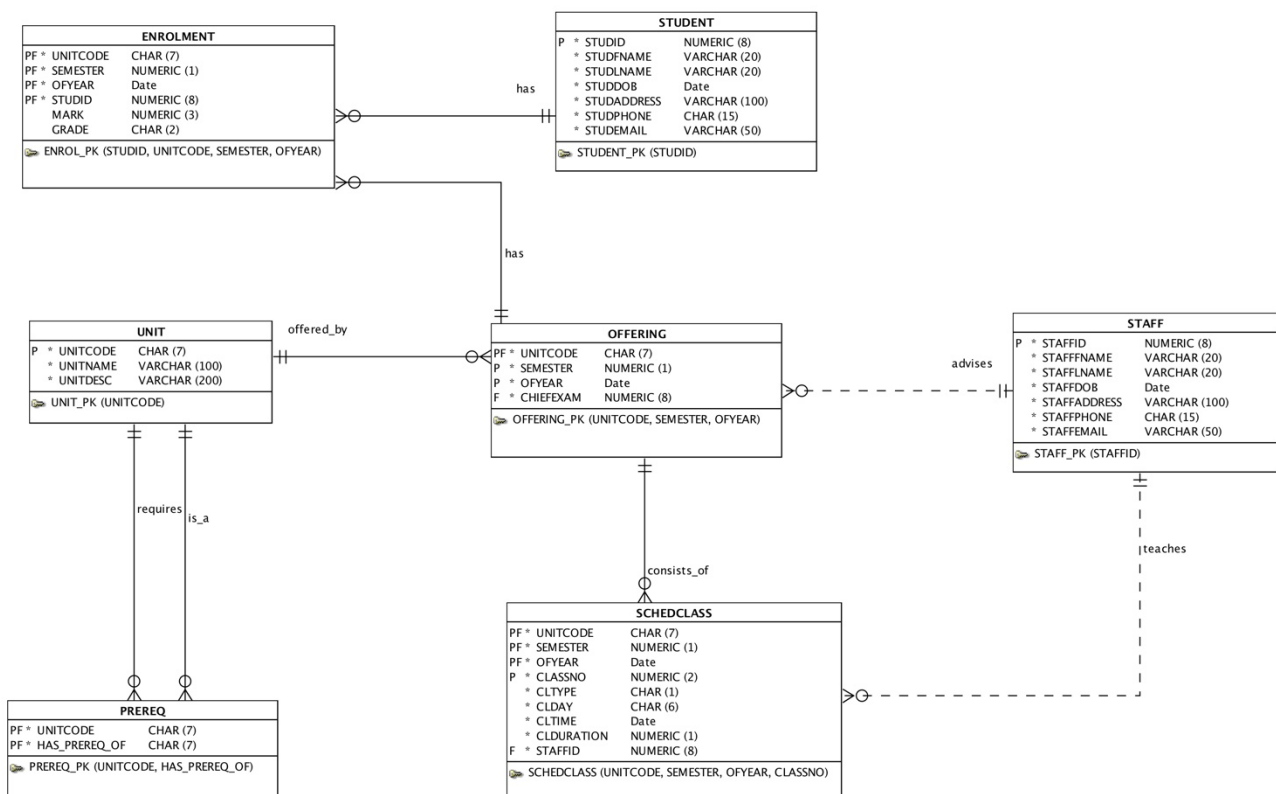 ENROLMENT
PF * UNITCODE CHAR (7)
PF * SEMESTER NUMERIC (1)
PF * OFYEAR Date
PF * STUDID NUMERIC (8)
MARK NUMERIC (3)
GRADE CHAR (2)
ENROL_PK (STUDID, UNITCODE, SEMESTER, OFYEAR)
has
STUDENT
P * STUDID NUMERIC (8)
* STUDFNAME VARCHAR (20)
* STUDLNAME VARCHAR (20)
* STUDDOB Date
* STUDADDRESS VARCHAR (100)
* STUDPHONE CHAR (15)
* STUDEMAIL VARCHAR (50)
STUDENT_PK (STUDID)
has
UNIT
P * UNITCODE CHAR (7)
* UNITNAME VARCHAR (100)
* UNITDESC VARCHAR (200)
UNIT_PK (UNITCODE)
offered_by
OFFERING
PF * UNITCODE CHAR (7)
P * SEMESTER NUMERIC (1)
P * OFYEAR Date
F * CHIEFEXAM NUMERIC (8)
OFFERING_PK (UNITCODE, SEMESTER, OFYEAR)
advises
STAFF
P * STAFFID NUMERIC (8)
* STAFFFNAME VARCHAR (20)
* STAFFLNAME VARCHAR (20)
* STAFFDOB Date
* STAFFADDRESS VARCHAR (100)
* STAFFPHONE CHAR (15)
* STAFFEMAIL VARCHAR (50)
STAFF_PK (STAFFID)
requires
is_a
consists_of
teaches
PREREQ
PF * UNITCODE CHAR (7)
PF * HAS_PREREQ_OF CHAR (7)
PREREQ_PK (UNITCODE, HAS_PREREQ_OF)
SCHEDCLASS
PF * UNITCODE CHAR (7)
PF * SEMESTER NUMERIC (1)
PF * OFYEAR Date
P * CLASSNO NUMERIC (2)
* CLTYPE CHAR (1)
* CLDAY CHAR (6)
* CLTIME Date
* CLDURATION NUMERIC (1)
F * STAFFID NUMERIC (8)
SCHEDCLASS (UNITCODE, SEMESTER, OFYEAR, CLASSNO)